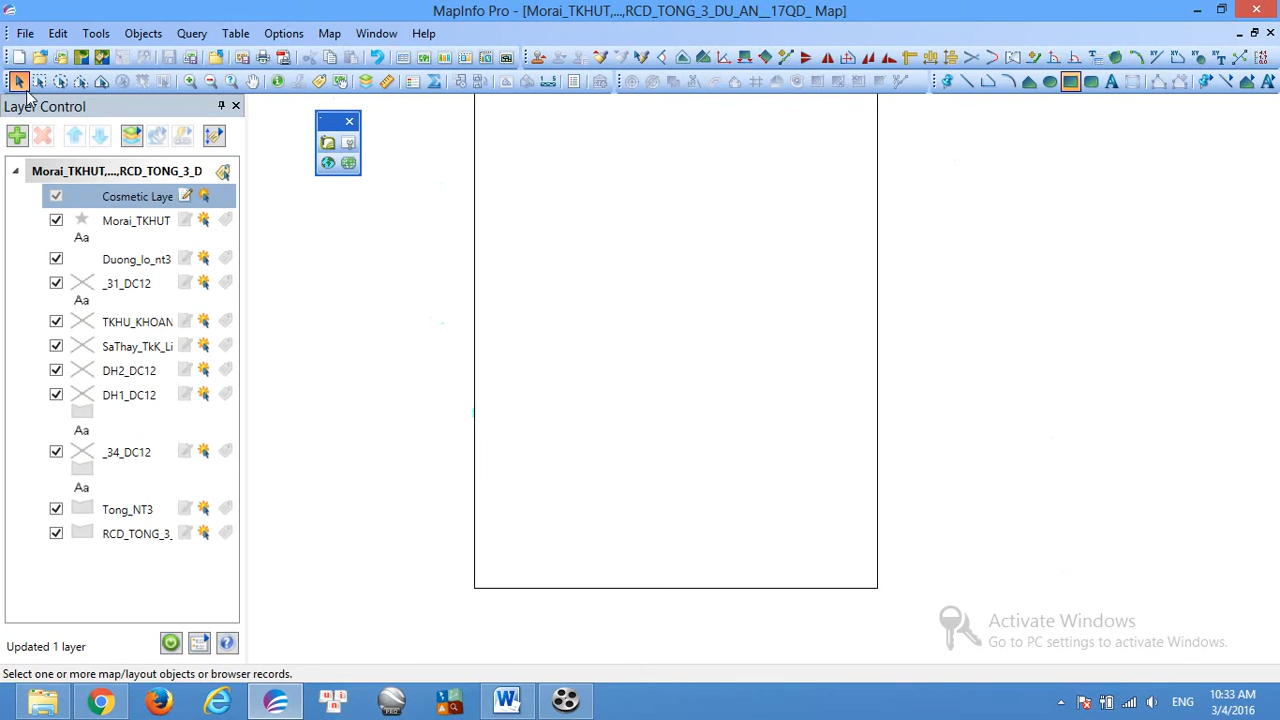 MapInfo Pro - [Morai_TKHUT,...,RCD_TONG_3_DU_AN__17QD_ Map]
File Edit Tools Objects Query Table Options Map Window Help
Layer Control
Morai_TKHUT,...,RCD_TONG_3_D
Cosmetic Laye
Morai_TKHUT
Aa
Duong_lo_nt3
_31_DC12
Aa
TKHU_KHOAN
SaThay_TkK_Li
DH2_DC12
DH1_DC12
Aa
_34_DC12
Aa
Tong_NT3
RCD_TONG_3_
Updated 1 layer
Activate Windows
Go to PC settings to activate Windows.
Select one or more map/layout objects or browser records.
ENG
10:33 AM
3/4/2016